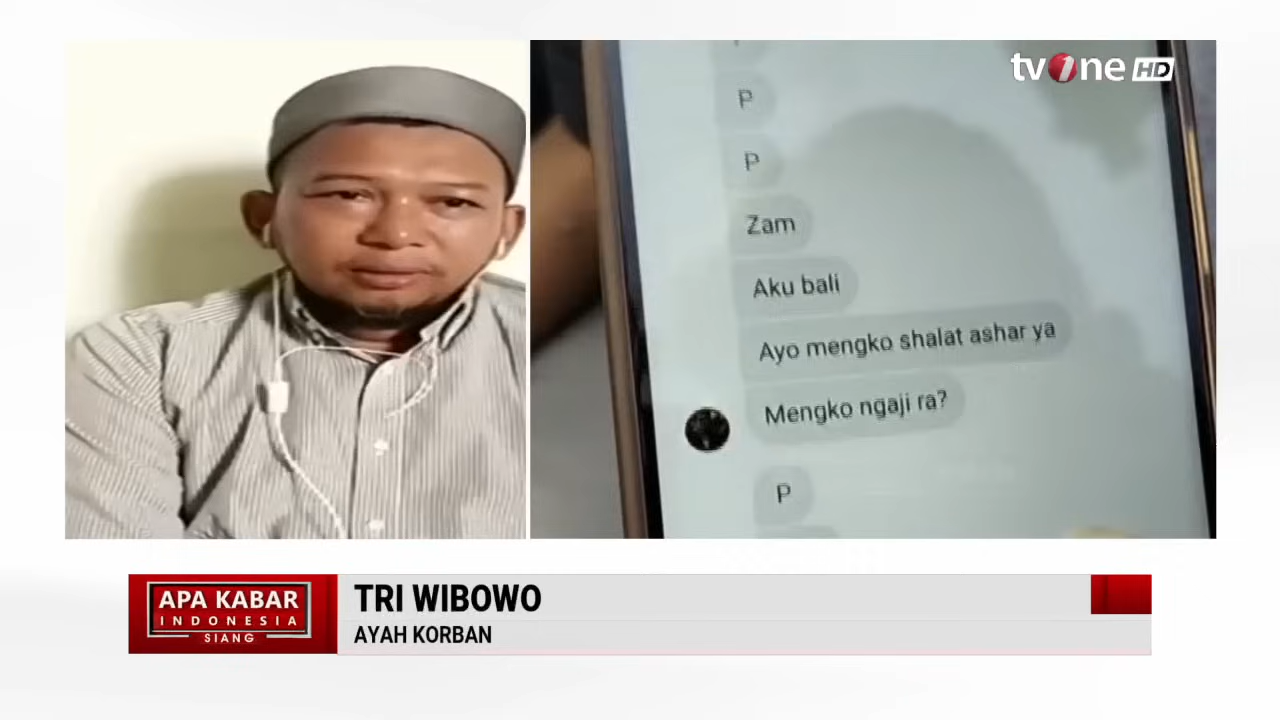 tvOne HD
P
P
Zam
Aku bali
Ayo mengko shalat ashar ya
Mengko ngaji ra?
P
APA KABAR
INDONESIA
SIANG
TRI WIBOWO
AYAH KORBAN